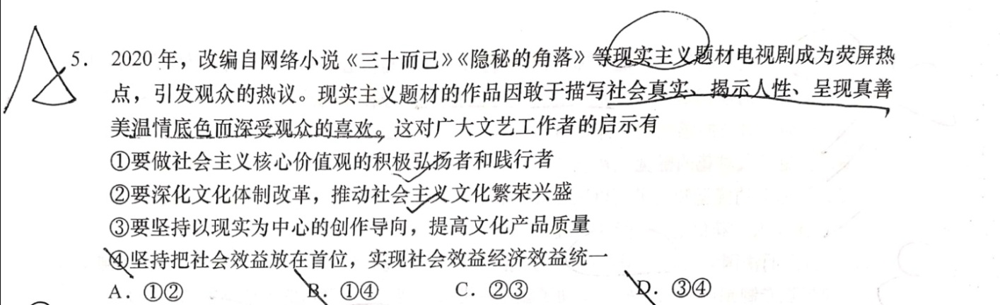 5. 2020 年，改编自网络小说《三十而已》《隐秘的角落》等现实主义题材电视剧成为荧屏热
点，引发观众的热议。现实主义题材的作品因敢于描写社会真实、揭示人性、呈现真善
美温情底色而深受观众的喜欢。这对广大文艺工作者的启示有
①要做社会主义核心价值观的积极弘扬者和践行者
②要深化文化体制改革，推动社会主义文化繁荣兴盛
③要坚持以现实为中心的创作导向，提高文化产品质量
④坚持把社会效益放在首位，实现社会效益经济效益统一
A．①② B．①④ C．②③ D．③④